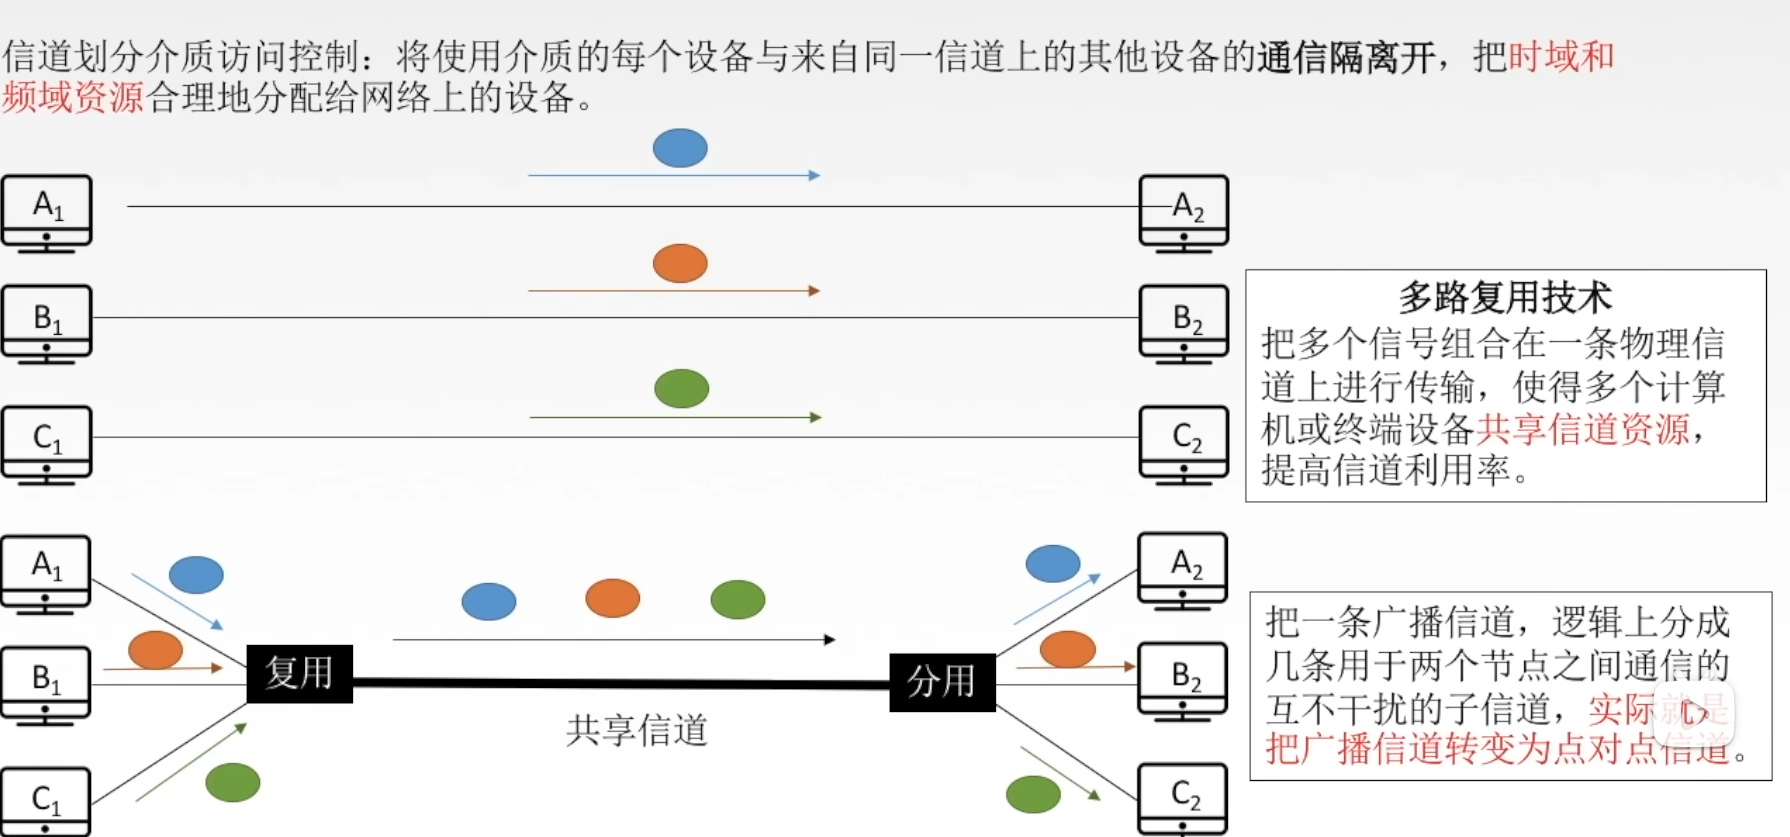 信道划分介质访问控制：将使用介质的每个设备与来自同一信道上的其他设备的通信隔离开，把时域和
频域资源合理地分配给网络上的设备。
A1
A2
B1
B2
C1
C2
多路复用技术
把多个信号组合在一条物理信
道上进行传输，使得多个计算
机或终端设备共享信道资源，
提高信道利用率。
A1
A2
B1
B2
C1
C2
复用
分用
共享信道
把一条广播信道，逻辑上分成
几条用于两个节点之间通信的
互不干扰的子信道，实际就是
把广播信道转变为点对点信道。